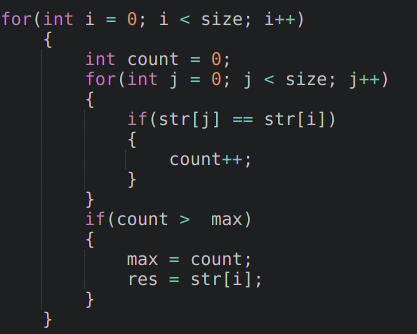 for(int i = 0; i < size; i++)
    {
        int count = 0;
        for(int j = 0; j < size; j++)
        {
            if(str[j] == str[i])
            {
                count++;
            }
        }
        if(count >  max)
        {
            max = count;
            res = str[i];
        }
    }